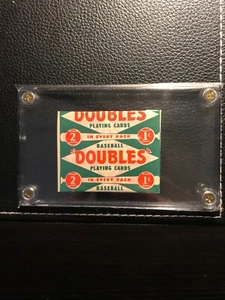 DOUBLES
PLAYING CARDS
2 IN EVERY PACK 1¢
BASEBALL
DOUBLES
PLAYING CARDS
2 IN EVERY PACK 1¢
BASEBALL